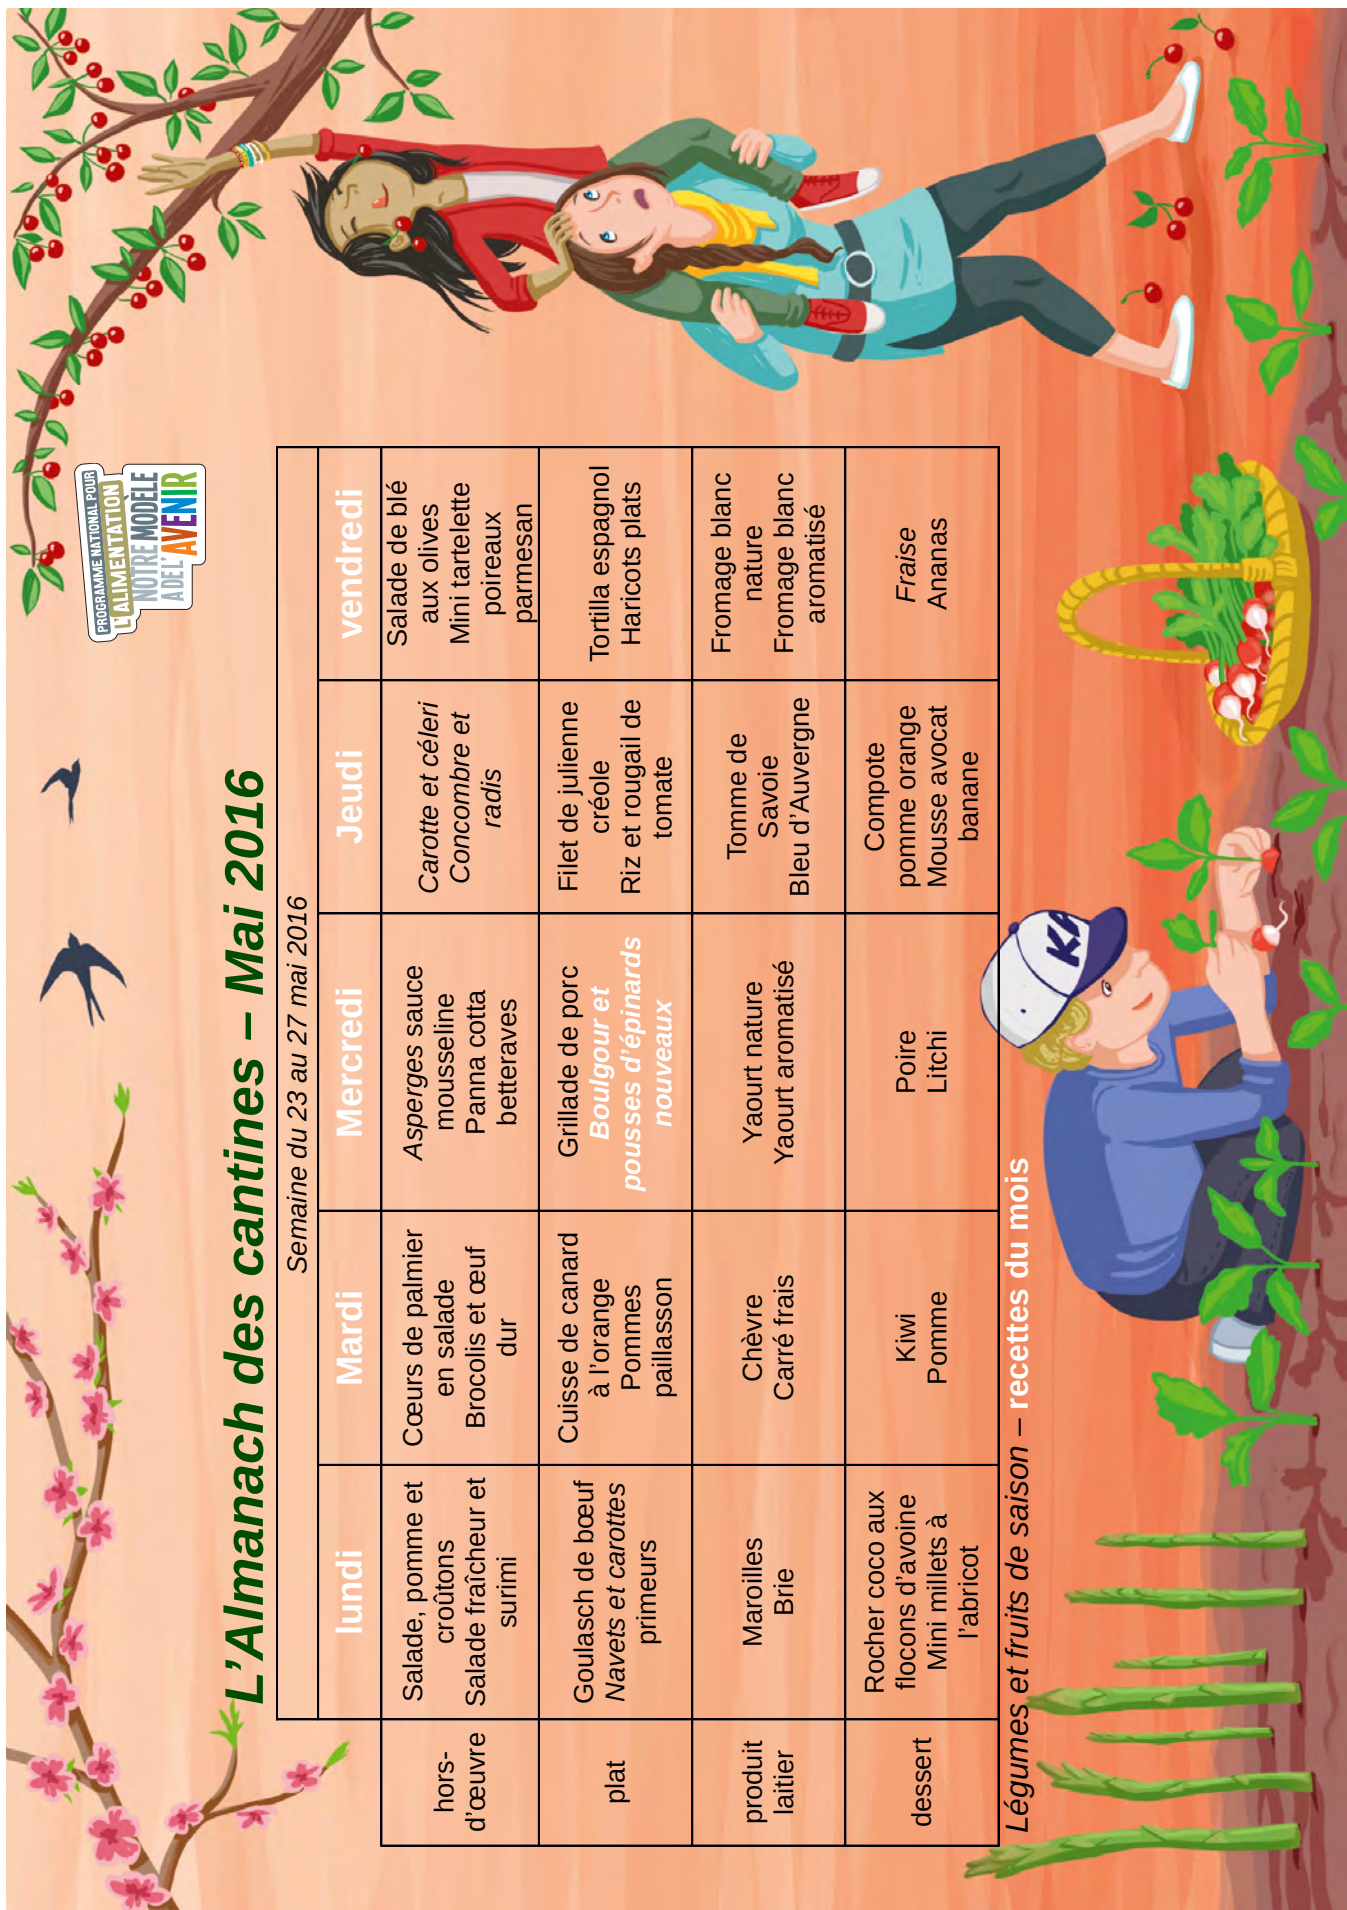 PROGRAMME NATIONAL POUR
L'ALIMENTATION
NOTRE MODÈLE
A DE L'AVENIR
L'Almanach des cantines – Mai 2016
Semaine du 23 au 27 mai 2016
lundi
Mardi
Mercredi
Jeudi
vendredi
hors-
d'œuvre
Salade, pomme et
croûtons
Salade fraîcheur et
surimi
Cœurs de palmier
en salade
Brocolis et œuf
dur
Asperges sauce
mousseline
Panna cotta
betteraves
Carotte et céleri
Concombre et
radis
Salade de blé
aux olives
Mini tartelette
poireaux
parmesan
plat
Goulasch de bœuf
Navets et carottes
primeurs
Cuisse de canard
à l'orange
Pommes
paillasson
Grillade de porc
Boulgour et
pousses d'épinards
nouveaux
Filet de julienne
créole
Riz et rougail de
tomate
Tortilla espagnol
Haricots plats
produit
laitier
Maroilles
Brie
Chèvre
Carré frais
Yaourt nature
Yaourt aromatisé
Tomme de
Savoie
Bleu d'Auvergne
Fromage blanc
nature
Fromage blanc
aromatisé
dessert
Rocher coco aux
flocons d'avoine
Mini millets à
l'abricot
Kiwi
Pomme
Poire
Litchi
Compote
pomme orange
Mousse avocat
banane
Fraise
Ananas
Légumes et fruits de saison – recettes du mois